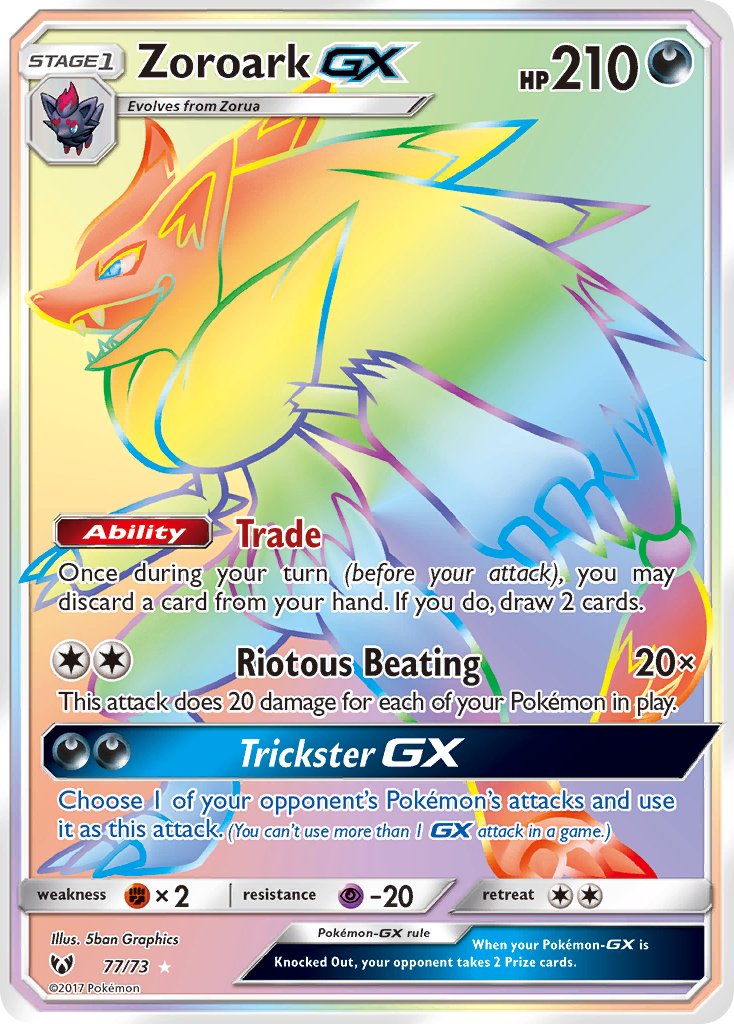 STAGE 1
Zoroark GX
HP 210
Evolves from Zorua
Ability Trade
Once during your turn (before your attack), you may
discard a card from your hand. If you do, draw 2 cards.
Riotous Beating 20×
This attack does 20 damage for each of your Pokémon in play.
Trickster GX
Choose 1 of your opponent's Pokémon's attacks and use
it as this attack. (You can't use more than 1 GX attack in a game.)
weakness × 2 resistance -20 retreat
Illus. 5ban Graphics
77/73
©2017 Pokémon
Pokémon-GX rule
When your Pokémon-GX is
Knocked Out, your opponent takes 2 Prize cards.